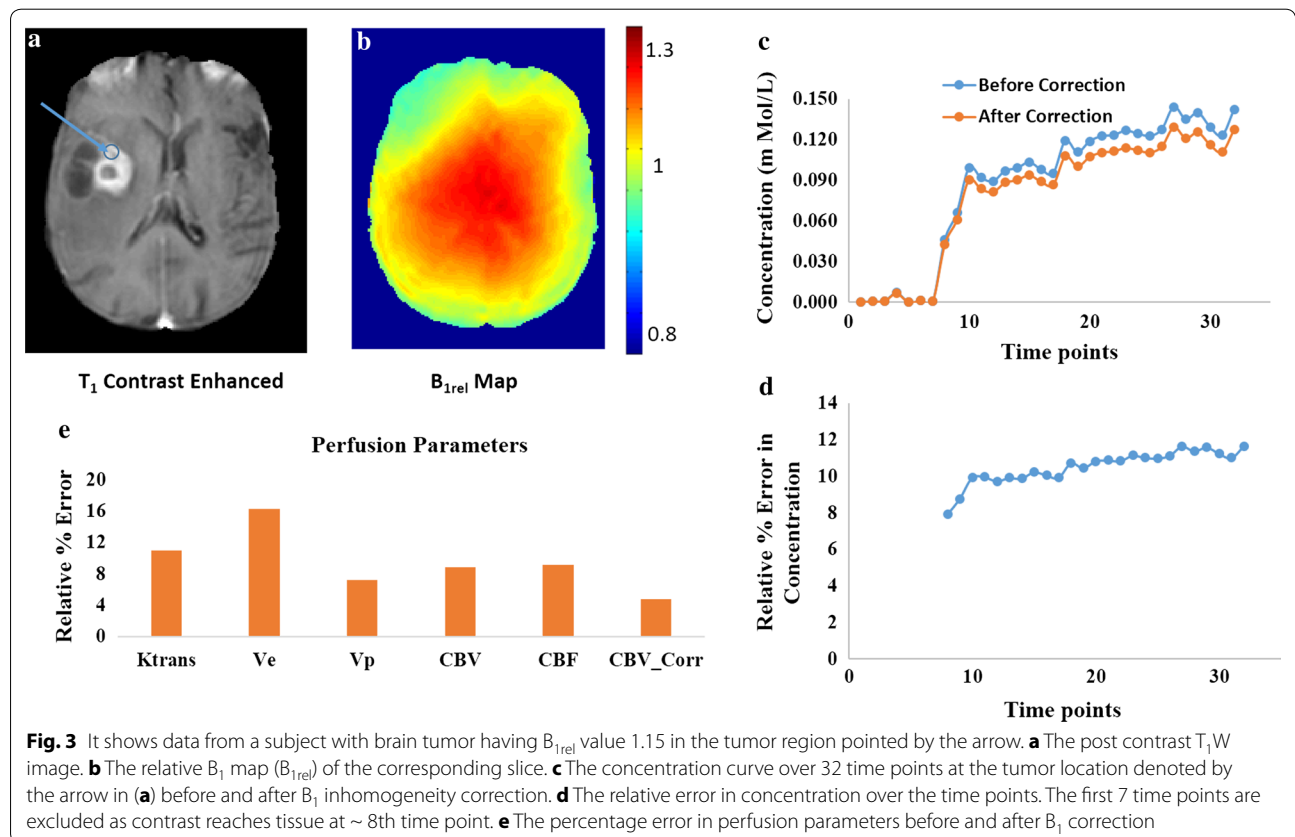 a
b
1.3
1
0.8
T₁ Contrast Enhanced
B₁rel Map
c
Before Correction
After Correction
Concentration (m Mol/L)
0.150
0.120
0.090
0.060
0.030
0.000
0 10 20 30
Time points
d
Relative % Error in
Concentration
14
12
10
8
6
4
2
0
0 10 20 30
Time points
e
Perfusion Parameters
Relative % Error
20
16
12
8
4
0
Ktrans Ve Vp CBV CBF CBV_Corr
Fig. 3 It shows data from a subject with brain tumor having B₁rel value 1.15 in the tumor region pointed by the arrow. a The post contrast T₁W
image. b The relative B₁ map (B₁rel) of the corresponding slice. c The concentration curve over 32 time points at the tumor location denoted by
the arrow in (a) before and after B₁ inhomogeneity correction. d The relative error in concentration over the time points. The first 7 time points are
excluded as contrast reaches tissue at ~ 8th time point. e The percentage error in perfusion parameters before and after B₁ correction